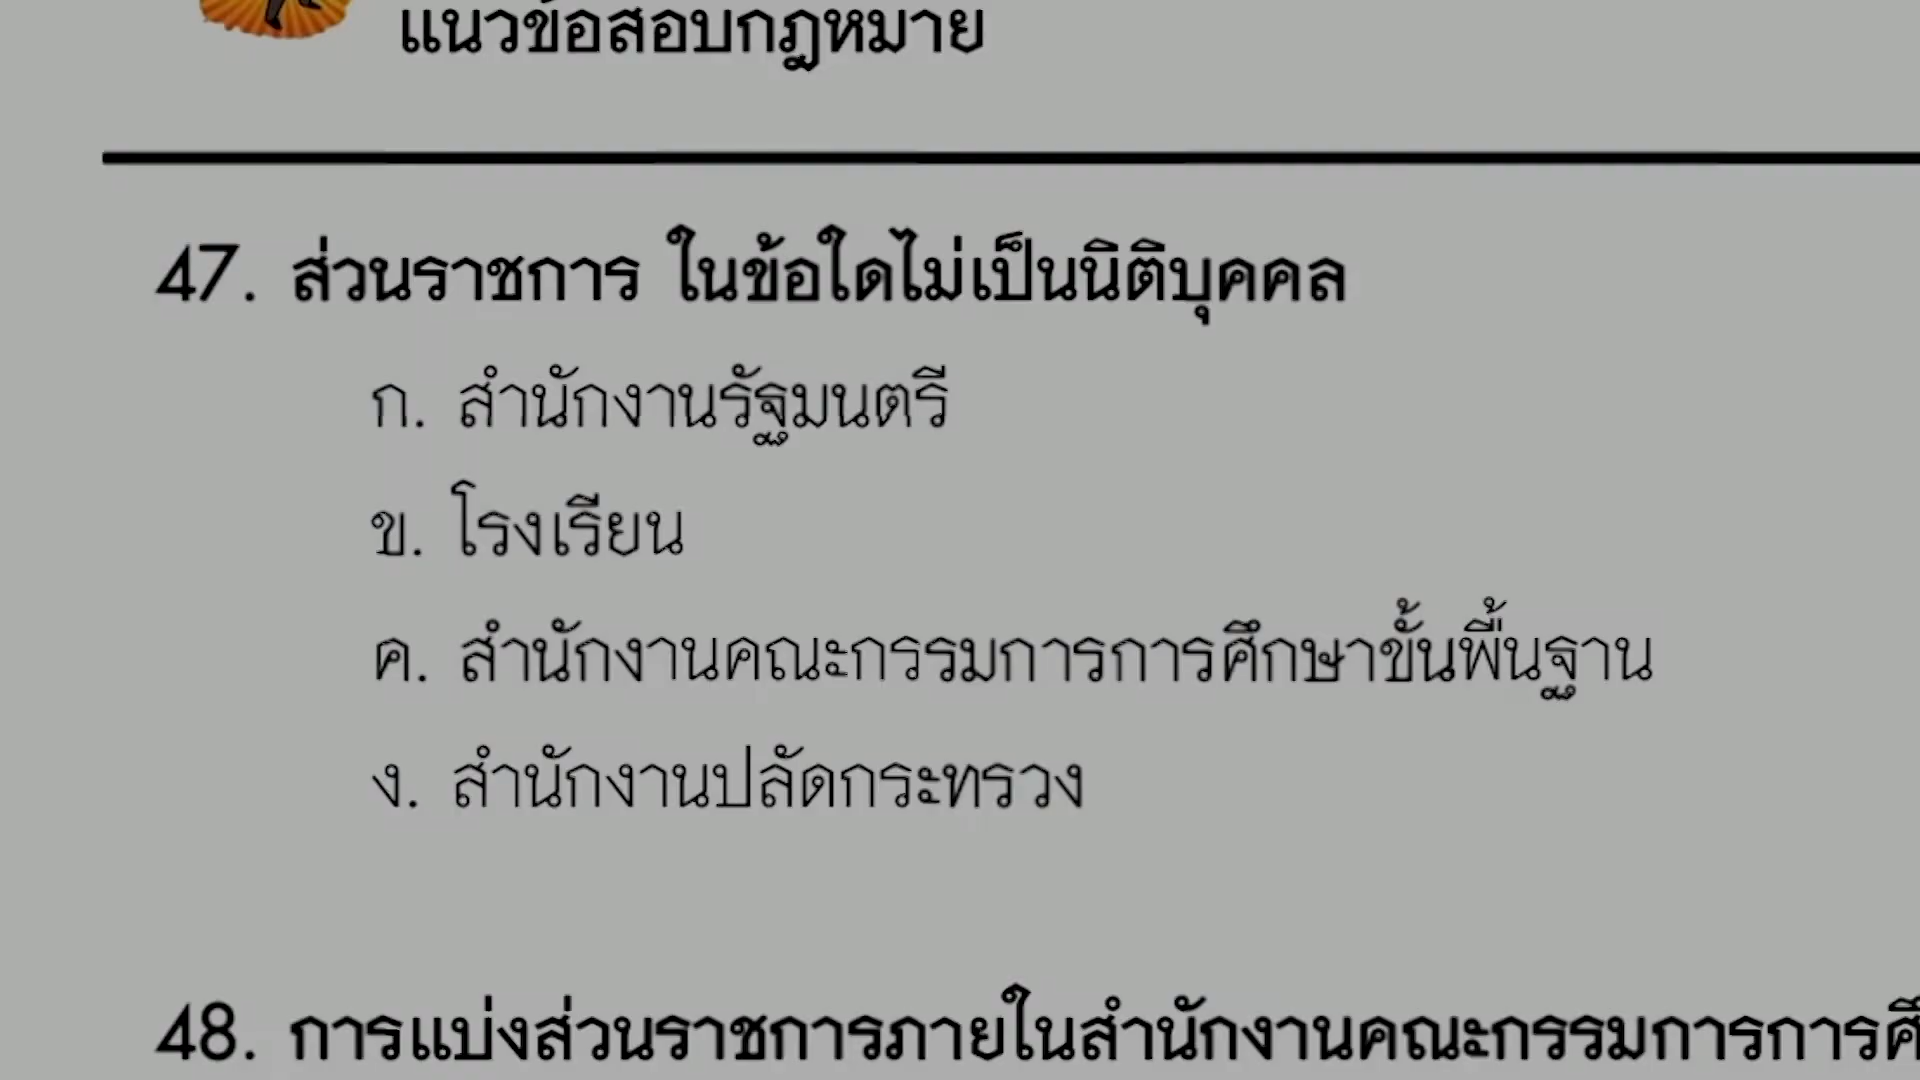 แนวข้อสอบกฎหมาย
47. ส่วนราชการ ในข้อใดไม่เป็นนิติบุคคล
ก. สำนักงานรัฐมนตรี
ข. โรงเรียน
ค. สำนักงานคณะกรรมการการศึกษาขั้นพื้นฐาน
ง. สำนักงานปลัดกระทรวง
48. การแบ่งส่วนราชการภายในสำนักงานคณะกรรมการการศึ